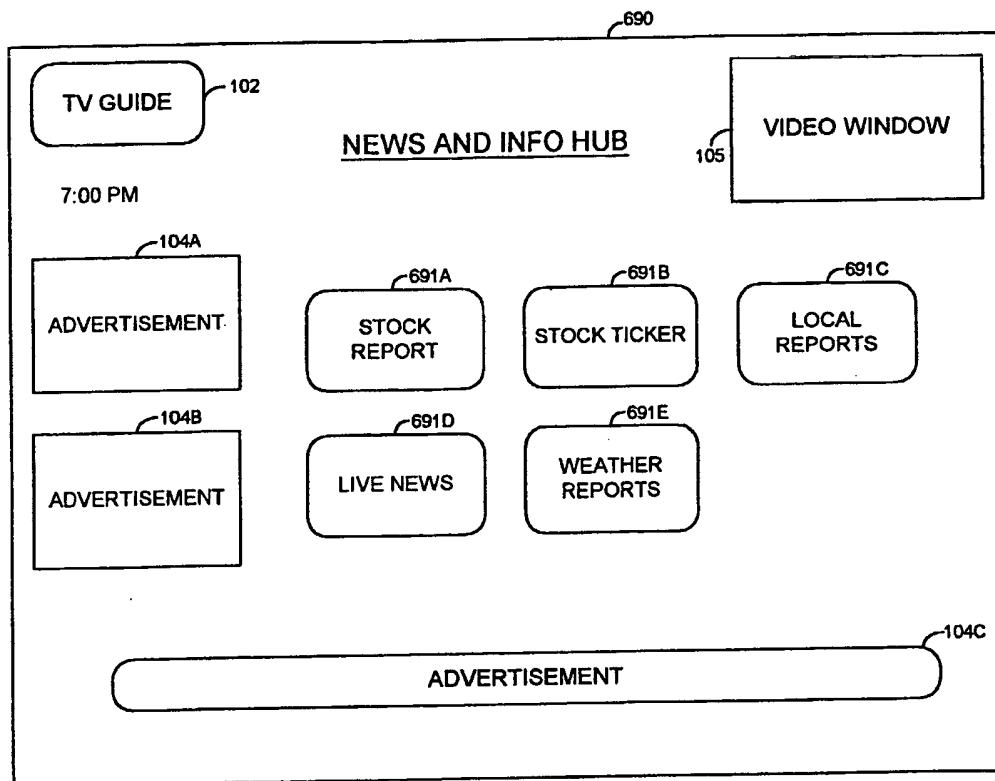 690
TV GUIDE
102
NEWS AND INFO HUB
105
VIDEO WINDOW
7:00 PM
104A
ADVERTISEMENT
691A
STOCK
REPORT
691B
STOCK TICKER
691C
LOCAL
REPORTS
104B
ADVERTISEMENT
691D
LIVE NEWS
691E
WEATHER
REPORTS
104C
ADVERTISEMENT